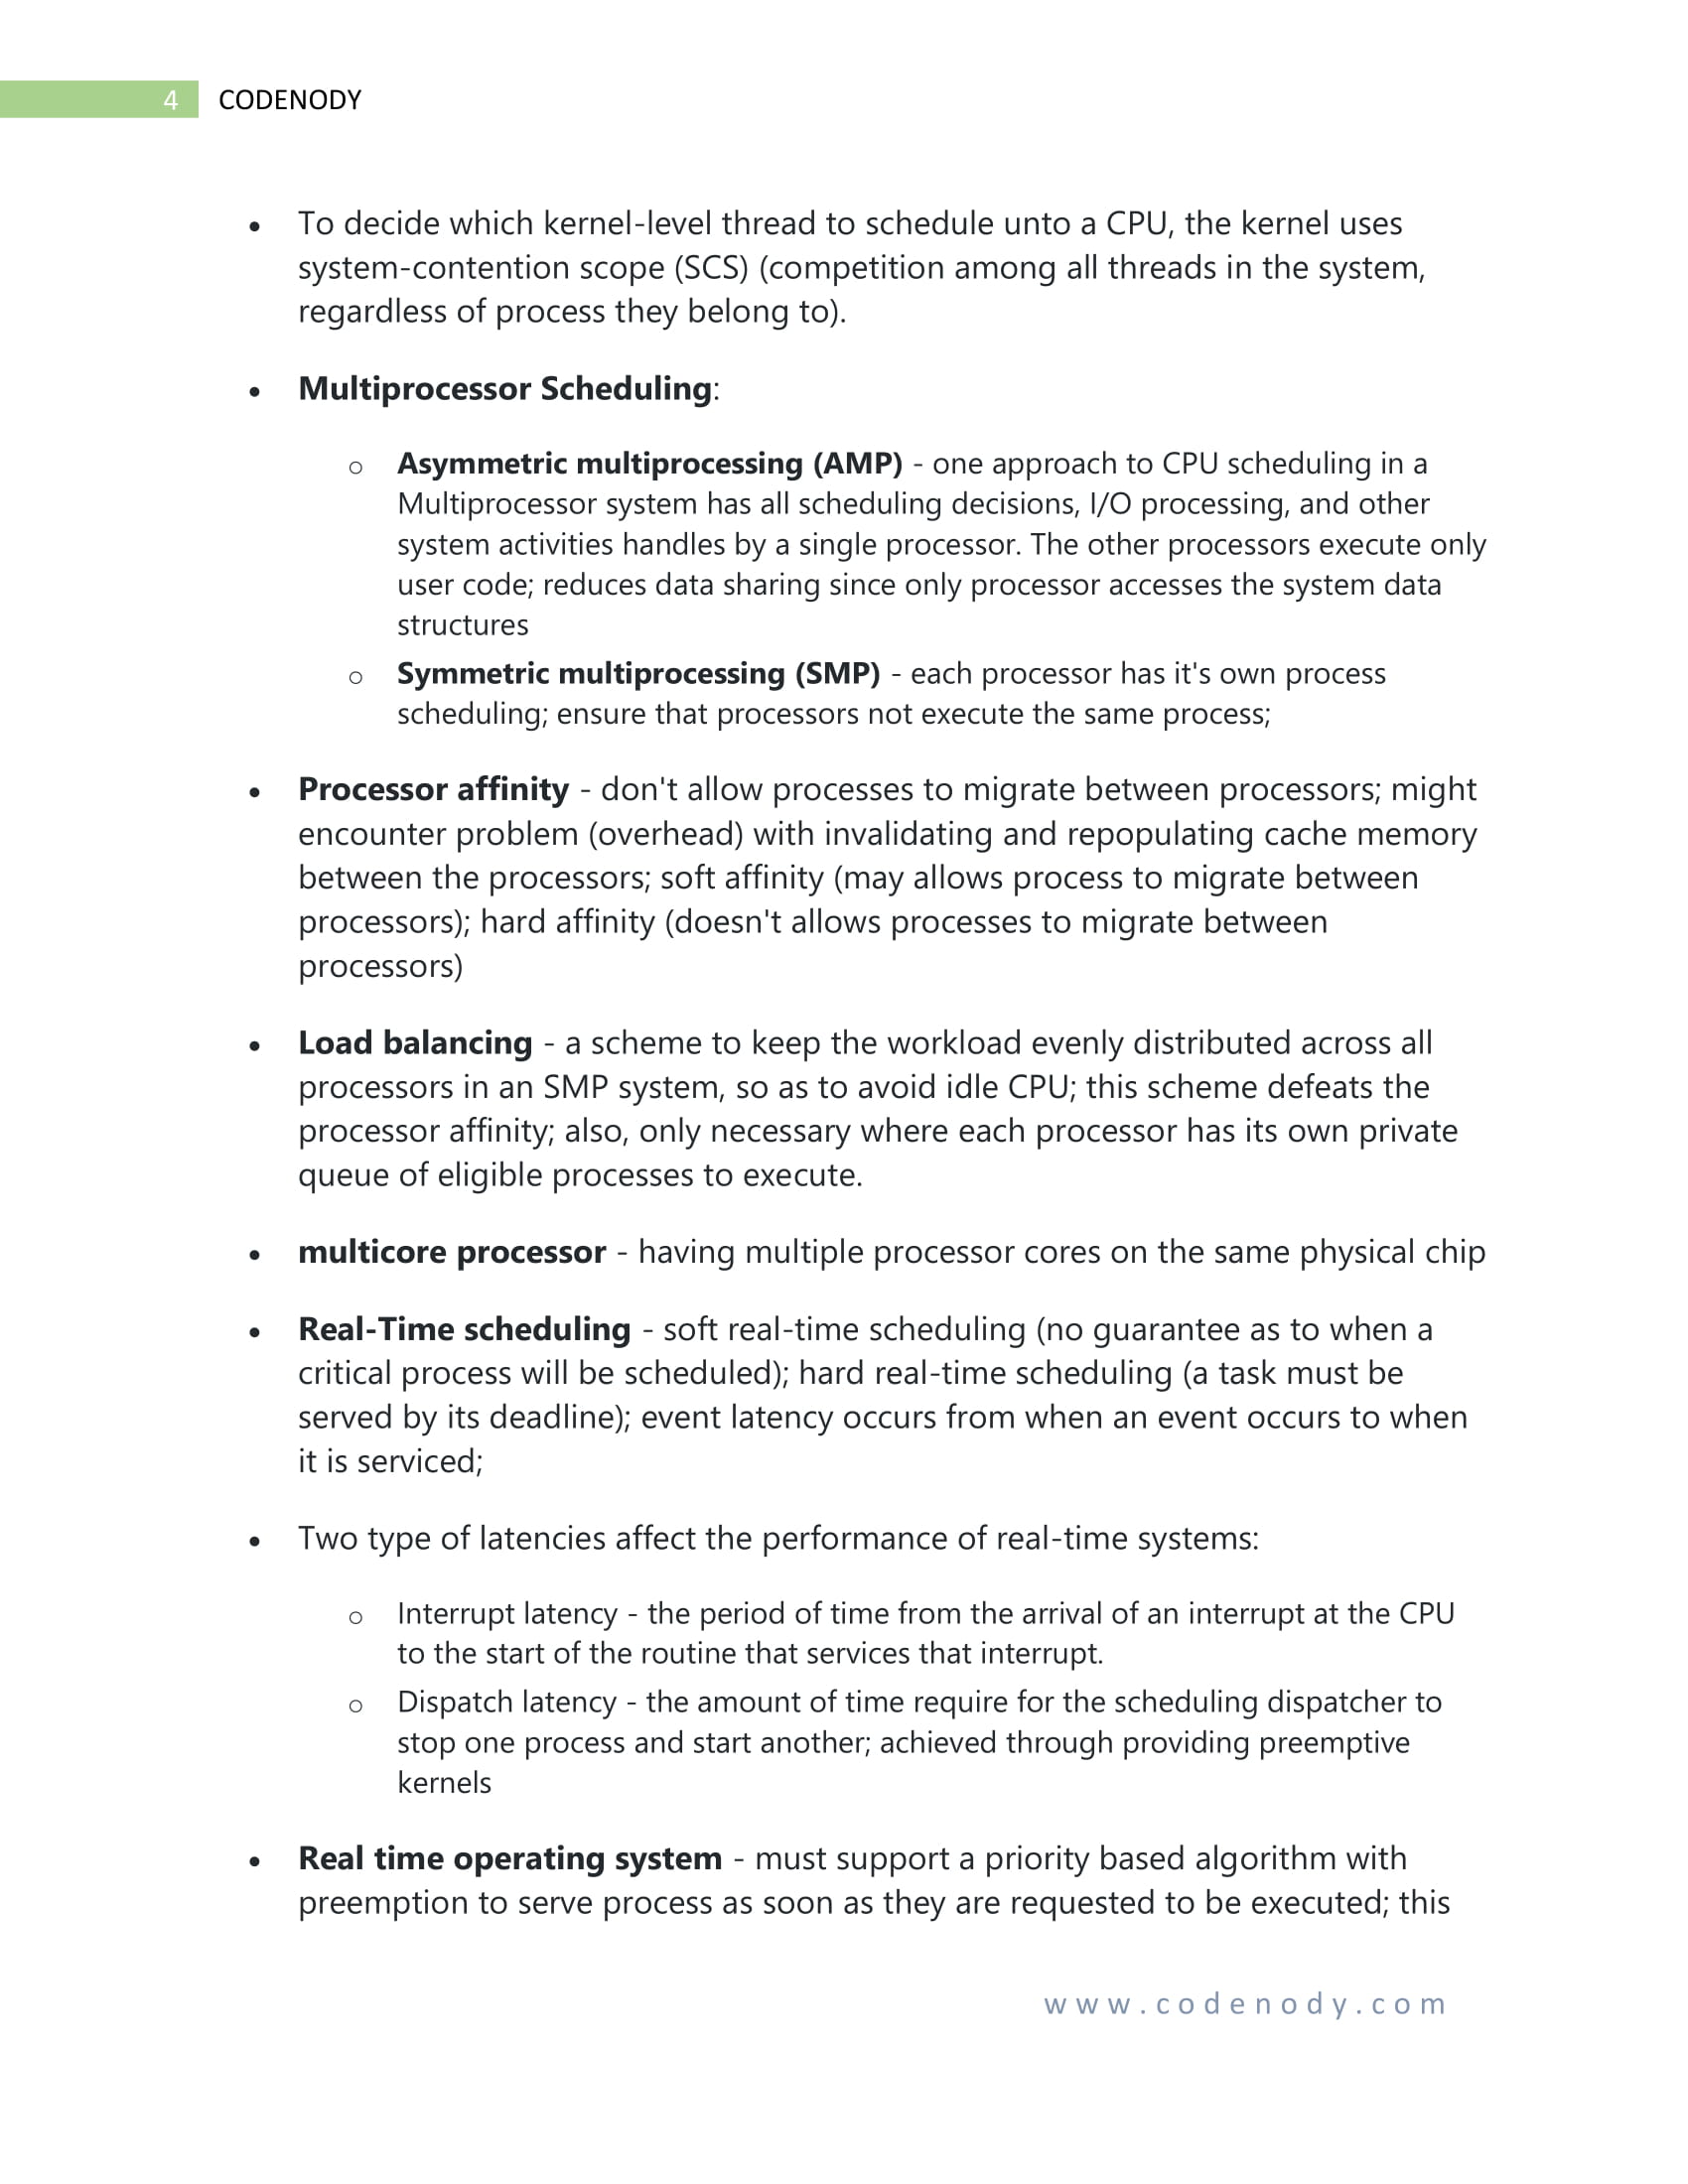 4 CODENODY
• To decide which kernel-level thread to schedule unto a CPU, the kernel uses
system-contention scope (SCS) (competition among all threads in the system,
regardless of process they belong to).
• Multiprocessor Scheduling:
o Asymmetric multiprocessing (AMP) - one approach to CPU scheduling in a
Multiprocessor system has all scheduling decisions, I/O processing, and other
system activities handles by a single processor. The other processors execute only
user code; reduces data sharing since only processor accesses the system data
structures
o Symmetric multiprocessing (SMP) - each processor has it's own process
scheduling; ensure that processors not execute the same process;
• Processor affinity - don't allow processes to migrate between processors; might
encounter problem (overhead) with invalidating and repopulating cache memory
between the processors; soft affinity (may allows process to migrate between
processors); hard affinity (doesn't allows processes to migrate between
processors)
• Load balancing - a scheme to keep the workload evenly distributed across all
processors in an SMP system, so as to avoid idle CPU; this scheme defeats the
processor affinity; also, only necessary where each processor has its own private
queue of eligible processes to execute.
• multicore processor - having multiple processor cores on the same physical chip
• Real-Time scheduling - soft real-time scheduling (no guarantee as to when a
critical process will be scheduled); hard real-time scheduling (a task must be
served by its deadline); event latency occurs from when an event occurs to when
it is serviced;
• Two type of latencies affect the performance of real-time systems:
o Interrupt latency - the period of time from the arrival of an interrupt at the CPU
to the start of the routine that services that interrupt.
o Dispatch latency - the amount of time require for the scheduling dispatcher to
stop one process and start another; achieved through providing preemptive
kernels
• Real time operating system - must support a priority based algorithm with
preemption to serve process as soon as they are requested to be executed; this
www.codenody.com